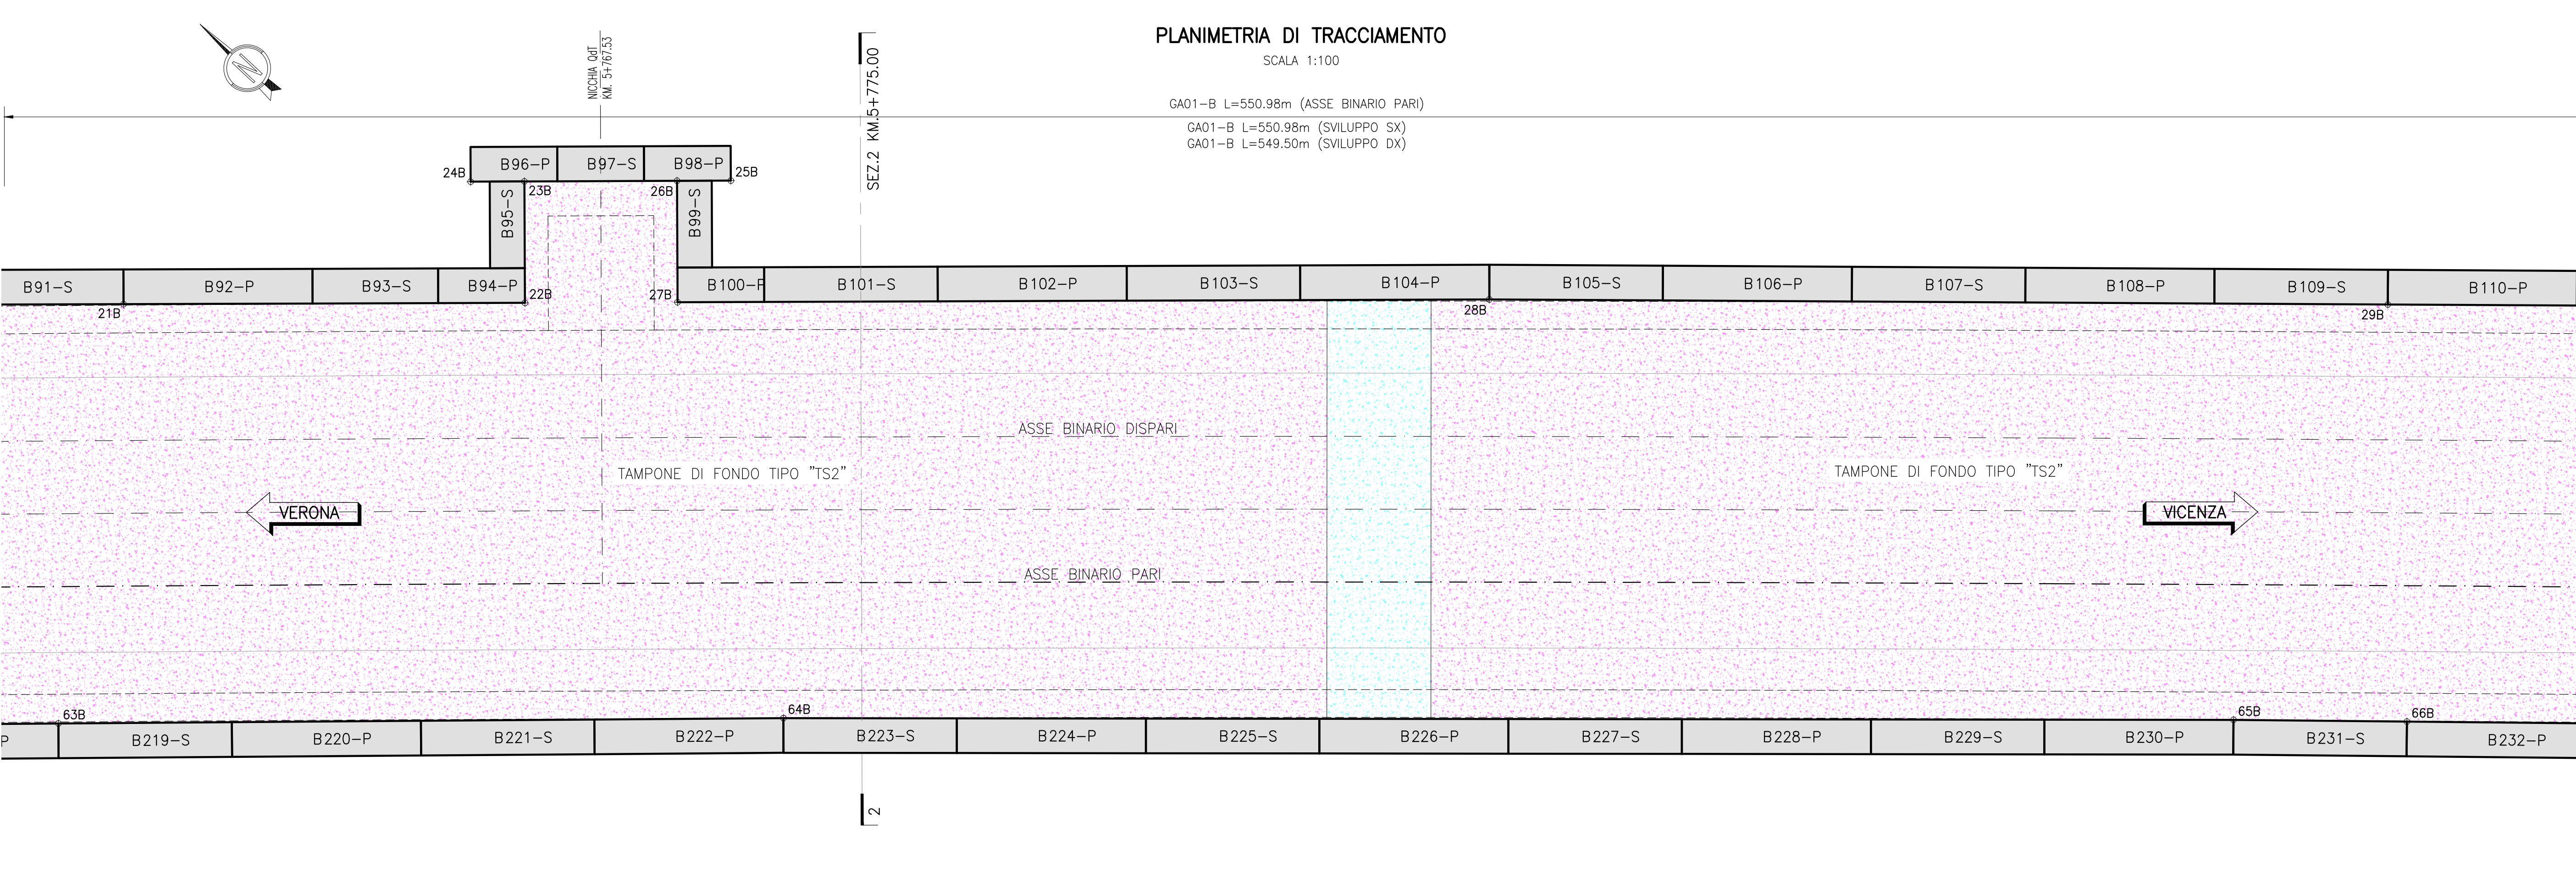 PLANIMETRIA DI TRACCIAMENTO
SCALA 1:100
N
NICCHIA QdT
KM. 5+767.53
SEZ.2 KM.5+775.00
GA01-B L=550.98m (ASSE BINARIO PARI)
GA01-B L=550.98m (SVILUPPO SX)
GA01-B L=549.50m (SVILUPPO DX)
24B
B96-P
B97-S
B98-P
25B
23B
26B
B95-S
B99-S
B91-S
B92-P
B93-S
B94-P
B100-P
B101-S
B102-P
B103-S
B104-P
B105-S
B106-P
B107-S
B108-P
B109-S
B110-P
21B
22B
27B
28B
29B
ASSE BINARIO DISPARI
TAMPONE DI FONDO TIPO "TS2"
TAMPONE DI FONDO TIPO "TS2"
VERONA
VICENZA
ASSE BINARIO PARI
63B
64B
65B
66B
P
B219-S
B220-P
B221-S
B222-P
B223-S
B224-P
B225-S
B226-P
B227-S
B228-P
B229-S
B230-P
B231-S
B232-P
2